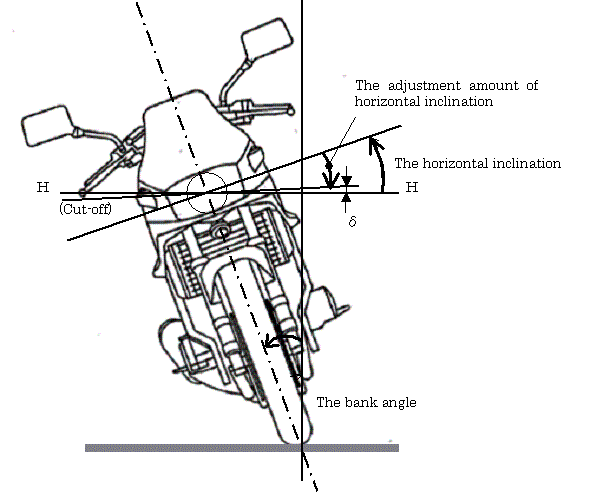 The adjustment amount of
horizontal inclination
The horizontal inclination
H
H
(Cut-off)
δ
The bank angle